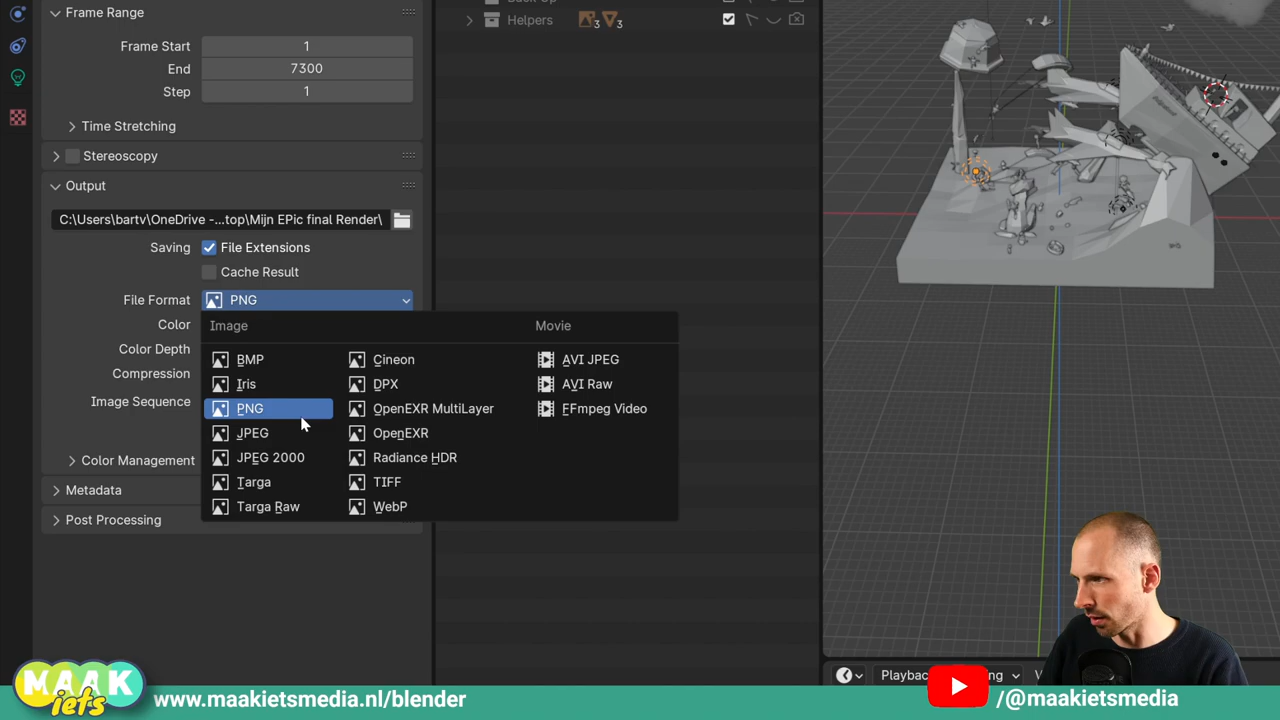 Frame Range
Helpers 3 3
Frame Start 1
End 7300
Step 1
Time Stretching
Stereoscopy
Output
C:\Users\bartv\OneDrive -...top\Mijn EPic final Render\
Saving File Extensions
Cache Result
File Format PNG
Color
Color Depth
Compression
Image Sequence
Color Management
Metadata
Post Processing
Image Movie
BMP Cineon AVI JPEG
Iris DPX AVI Raw
PNG OpenEXR MultiLayer FFmpeg Video
JPEG OpenEXR
JPEG 2000 Radiance HDR
Targa TIFF
Targa Raw WebP
Playback
MAAK
iets
www.maakietsmedia.nl/blender
/@maakietsmedia